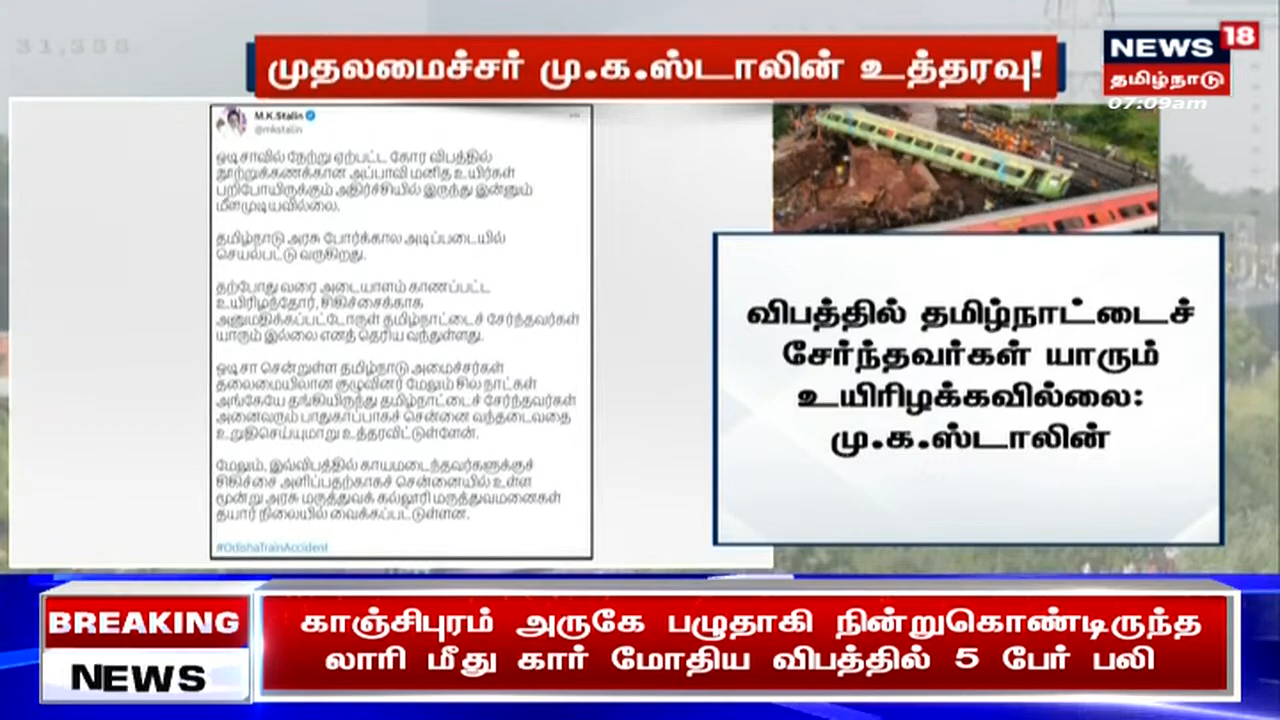 31,388
முதலமைச்சர் மு.க.ஸ்டாலின் உத்தரவு!
NEWS 18
தமிழ்நாடு
07:09am
M.K.Stalin
@mkstalin
ஒடிசாவில் நேற்று ஏற்பட்ட கோர விபத்தில்
நூற்றுக்கணக்கான அப்பாவி மனித உயிர்கள்
பறிபோயிருக்கும் அதிர்ச்சியில் இருந்து இன்னும்
மீளமுடியவில்லை.
தமிழ்நாடு அரசு போர்க்கால அடிப்படையில்
செயல்பட்டு வருகிறது.
தற்போது வரை அடையாளம் காணப்பட்ட
உயிரிழந்தோர், சிகிச்சைக்காக
அனுமதிக்கப்பட்டோருள் தமிழ்நாட்டைச் சேர்ந்தவர்கள்
யாரும் இல்லை எனத் தெரிய வந்துள்ளது.
ஒடிசா சென்றுள்ள தமிழ்நாடு அமைச்சர்கள்
தலைமையிலான குழுவினர் மேலும் சில நாட்கள்
அங்கேயே தங்கியிருந்து தமிழ்நாட்டைச் சேர்ந்தவர்கள்
அனைவரும் பாதுகாப்பாகச் சென்னை வந்தடைவதை
உறுதிசெய்யுமாறு உத்தரவிட்டுள்ளேன்.
மேலும், இவ்விபத்தில் காயமடைந்தவர்களுக்குச்
சிகிச்சை அளிப்பதற்காகச் சென்னையில் உள்ள
மூன்று அரசு மருத்துவக் கல்லூரி மருத்துவமனைகள்
தயார் நிலையில் வைக்கப்பட்டுள்ளன.
#OdishaTrainAccident
விபத்தில் தமிழ்நாட்டைச்
சேர்ந்தவர்கள் யாரும்
உயிரிழக்கவில்லை:
மு.க.ஸ்டாலின்
BREAKING
NEWS
காஞ்சிபுரம் அருகே பழுதாகி நின்றுகொண்டிருந்த
லாரி மீது கார் மோதிய விபத்தில் 5 பேர் பலி